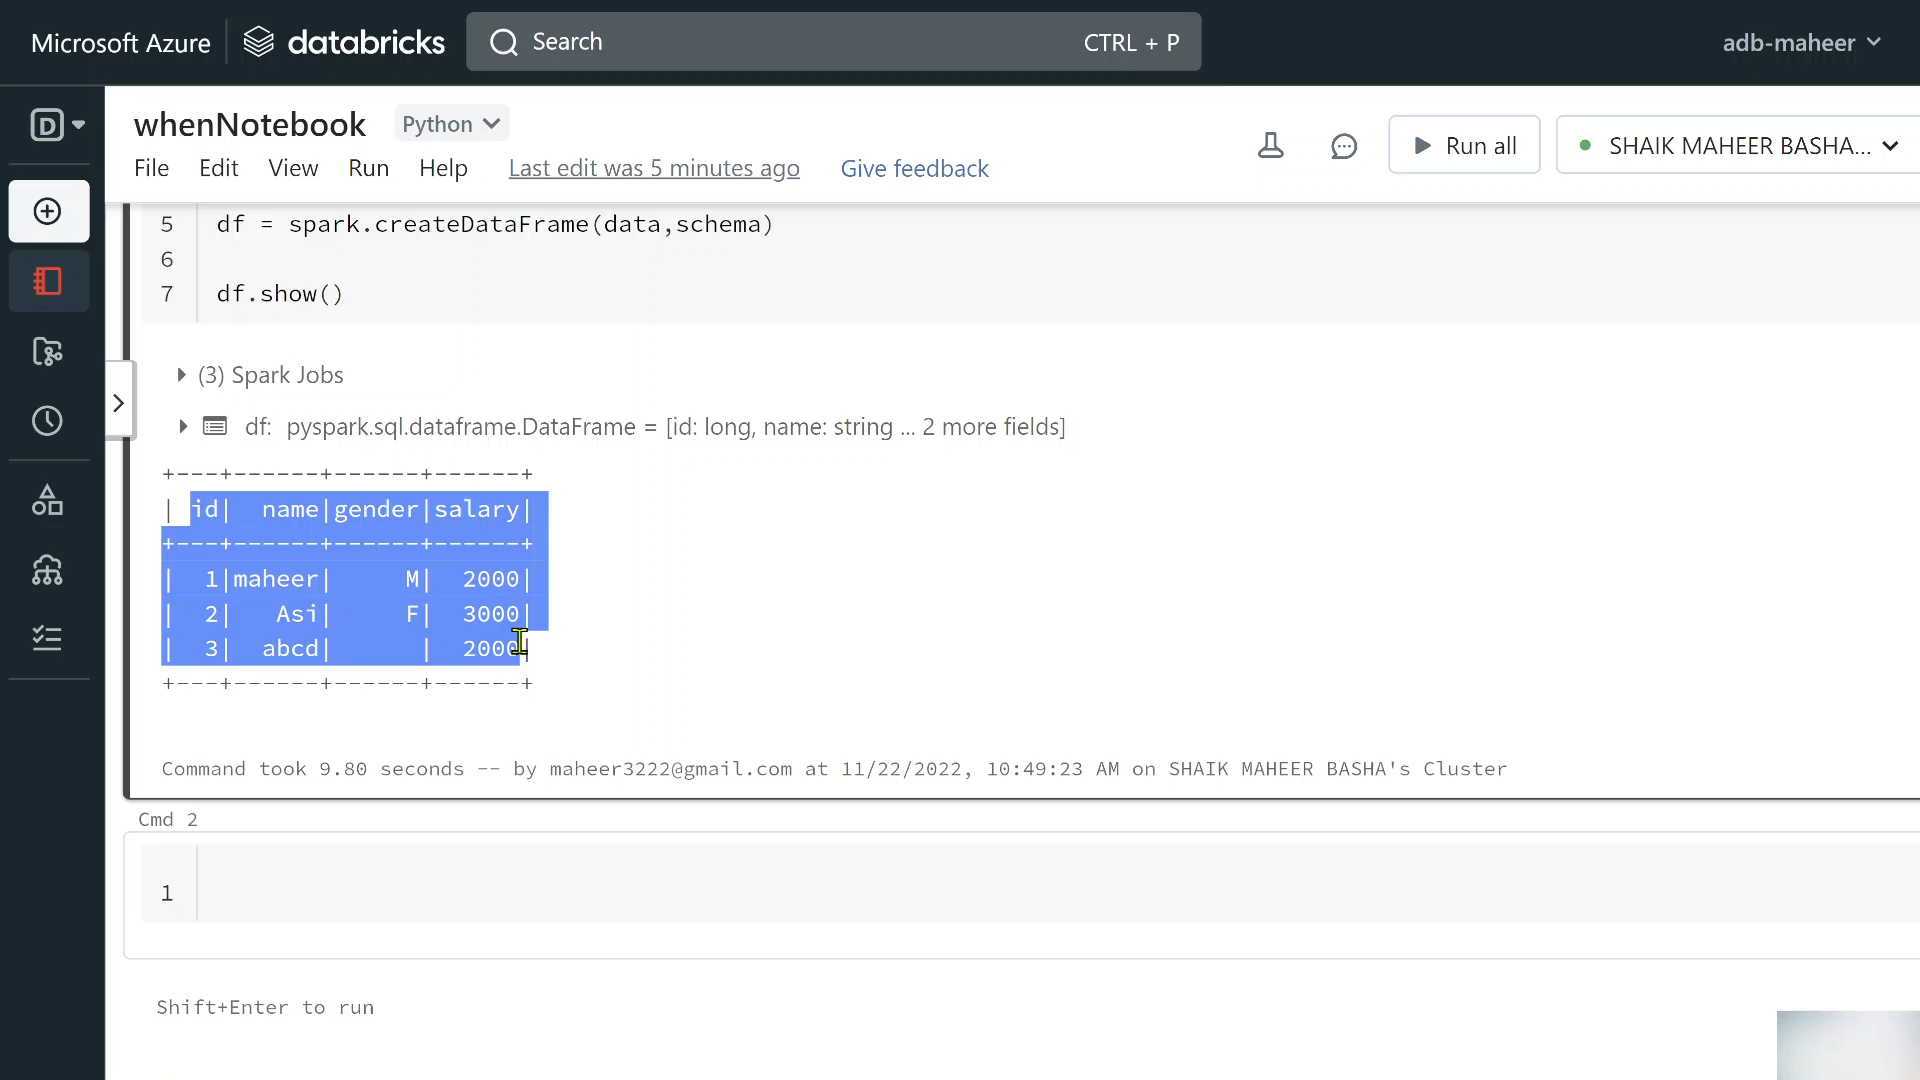 Microsoft Azure
databricks
Search
CTRL + P
adb-maheer
D
whenNotebook
Python
File Edit View Run Help Last edit was 5 minutes ago Give feedback
Run all
SHAIK MAHEER BASHA...
5 df = spark.createDataFrame(data,schema)
6
7 df.show()
(3) Spark Jobs
df: pyspark.sql.dataframe.DataFrame = [id: long, name: string ... 2 more fields]
+---+------+------+------+
| id|  name|gender|salary|
+---+------+------+------+
|  1|maheer|     M|  2000|
|  2|   Asi|     F|  3000|
|  3|  abcd|      |  2000|
+---+------+------+------+
Command took 9.80 seconds -- by maheer3222@gmail.com at 11/22/2022, 10:49:23 AM on SHAIK MAHEER BASHA's Cluster
Cmd 2
1
Shift+Enter to run